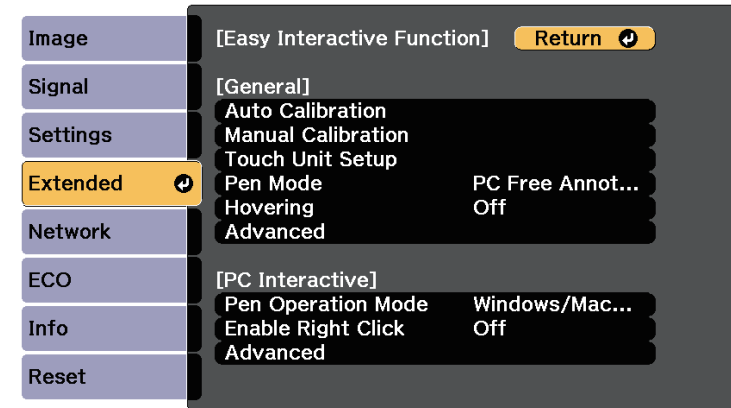 Image
Signal
Settings
Extended
Network
ECO
Info
Reset
[Easy Interactive Function] Return
[General]
Auto Calibration
Manual Calibration
Touch Unit Setup
Pen Mode PC Free Annot...
Hovering Off
Advanced
[PC Interactive]
Pen Operation Mode Windows/Mac...
Enable Right Click Off
Advanced